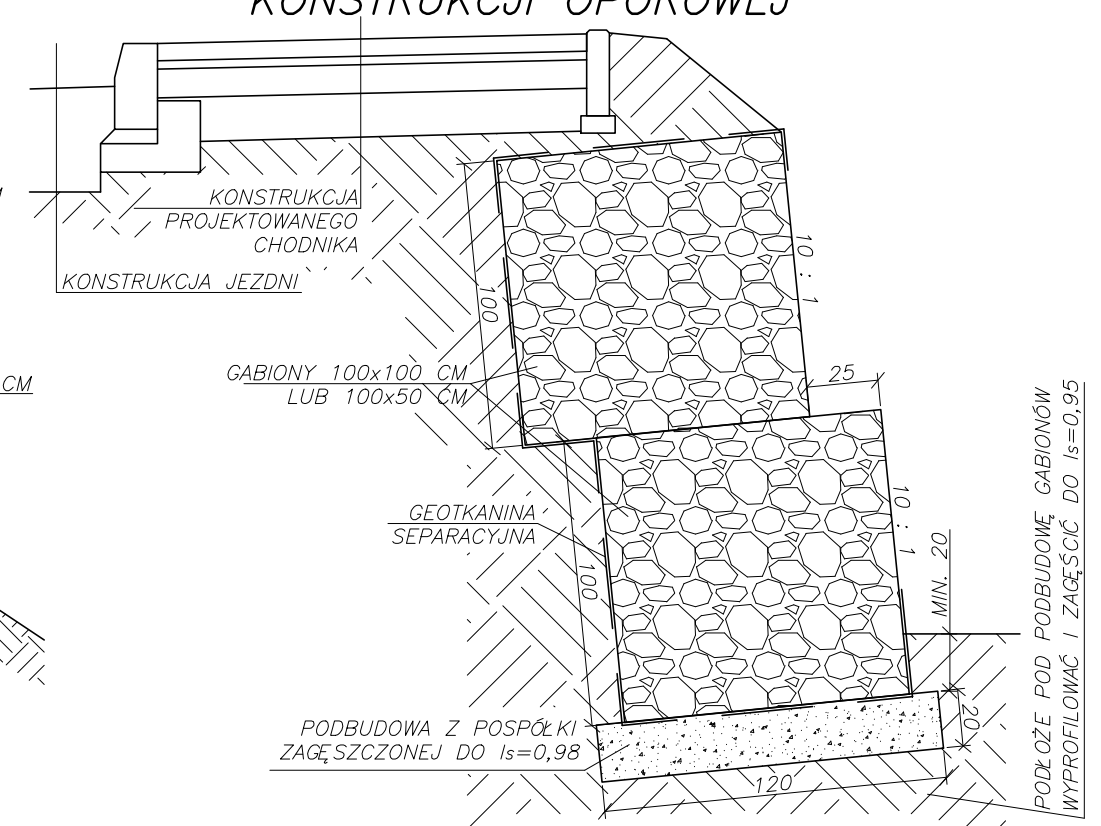 KONSTRUKCJI OPOROWEJ
KONSTRUKCJA
PROJEKTOWANEGO
CHODNIKA
KONSTRUKCJA JEZDNI
10 : 1
100
CM
GABIONY 100x100 CM
LUB 100x50 CM
25
GEOTKANINA
SEPARACYJNA
10 : 1
100
MIN. 20
PODBUDOWA Z POSPÓŁKI
ZAGĘSZCZONEJ DO Is=0,98
20
120
PODŁOŻE POD PODBUDOWĘ GABIONÓW
WYPROFILOWAĆ I ZAGĘŚCIĆ DO Is=0,95